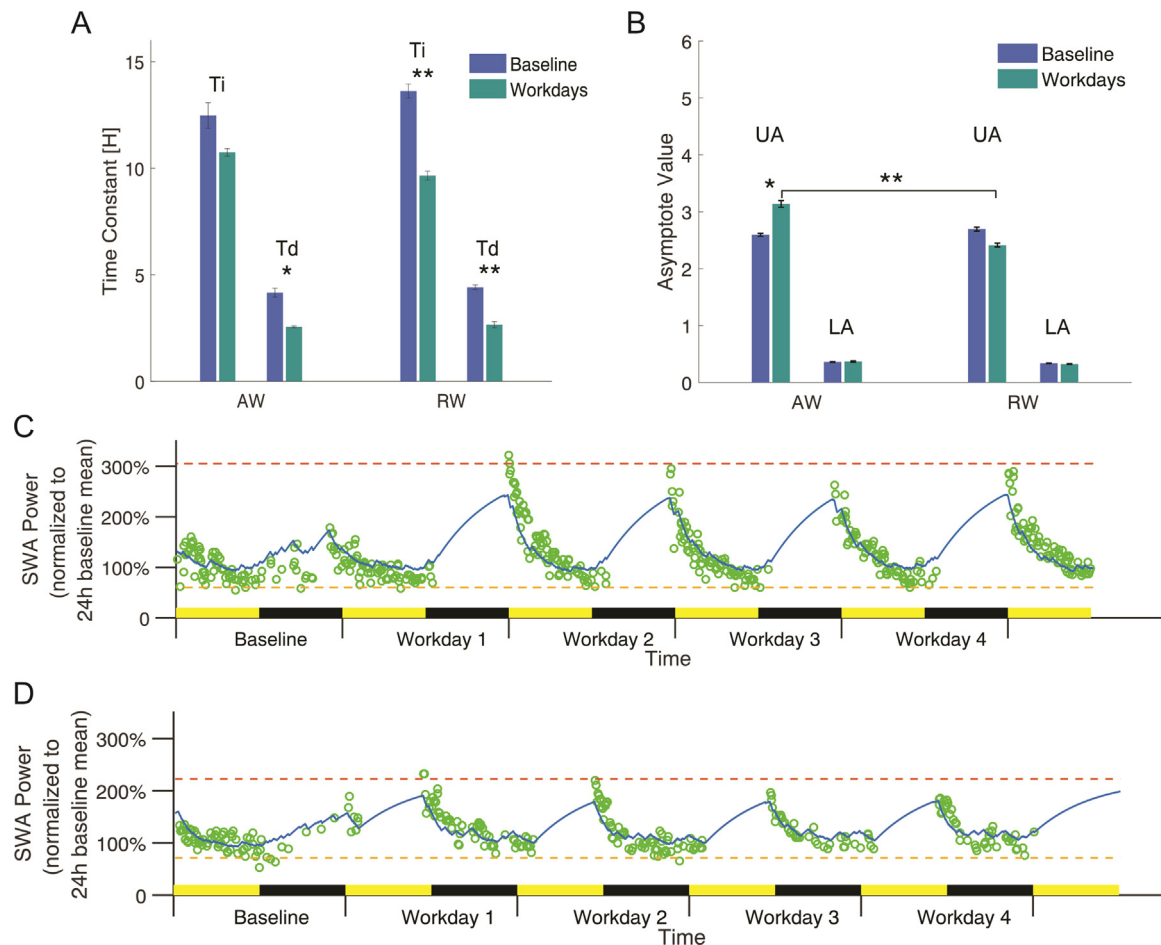 A
Time Constant [H]
15
10
5
0
Ti
Td
*
Ti
**
Td
**
Baseline
Workdays
AW
RW
B
Asymptote Value
6
5
4
3
2
1
0
Baseline
Workdays
UA
UA
*
**
LA
LA
AW
RW
C
SWA Power
(normalized to
24h baseline mean)
300%
200%
100%
0
Baseline
Workday 1
Workday 2
Workday 3
Workday 4
Time
D
SWA Power
(normalized to
24h baseline mean)
300%
200%
100%
0
Baseline
Workday 1
Workday 2
Workday 3
Workday 4
Time